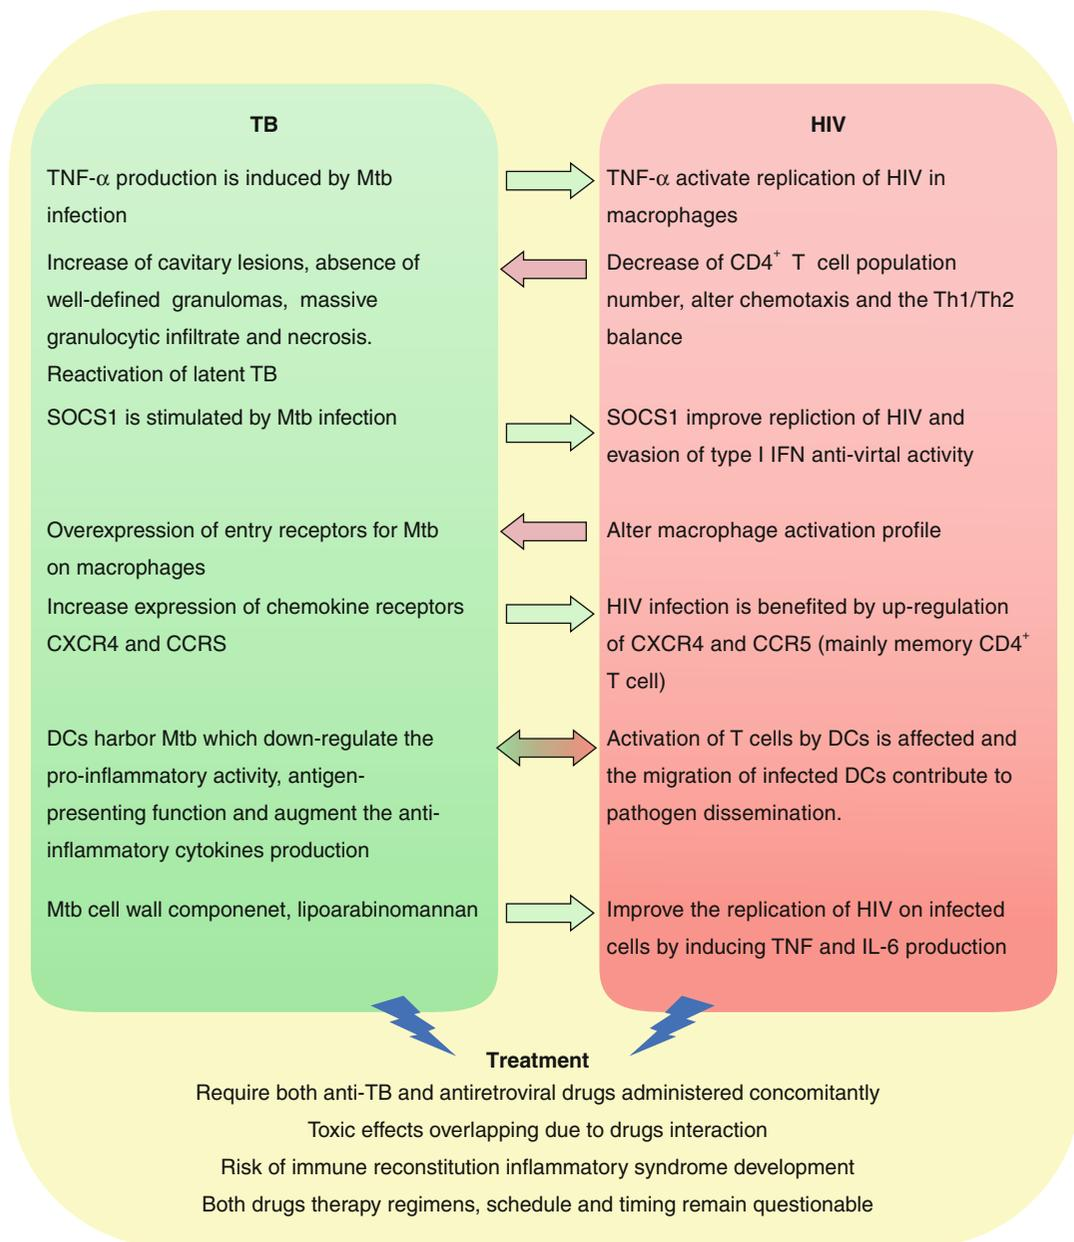 TB
TNF-α production is induced by Mtb
infection
Increase of cavitary lesions, absence of
well-defined granulomas, massive
granulocytic infiltrate and necrosis.
Reactivation of latent TB
SOCS1 is stimulated by Mtb infection
Overexpression of entry receptors for Mtb
on macrophages
Increase expression of chemokine receptors
CXCR4 and CCRS
DCs harbor Mtb which down-regulate the
pro-inflammatory activity, antigen-
presenting function and augment the anti-
inflammatory cytokines production
Mtb cell wall componenet, lipoarabinomannan
HIV
TNF-α activate replication of HIV in
macrophages
Decrease of CD4⁺ T cell population
number, alter chemotaxis and the Th1/Th2
balance
SOCS1 improve repliction of HIV and
evasion of type I IFN anti-virtal activity
Alter macrophage activation profile
HIV infection is benefited by up-regulation
of CXCR4 and CCR5 (mainly memory CD4⁺
T cell)
Activation of T cells by DCs is affected and
the migration of infected DCs contribute to
pathogen dissemination.
Improve the replication of HIV on infected
cells by inducing TNF and IL-6 production
Treatment
Require both anti-TB and antiretroviral drugs administered concomitantly
Toxic effects overlapping due to drugs interaction
Risk of immune reconstitution inflammatory syndrome development
Both drugs therapy regimens, schedule and timing remain questionable